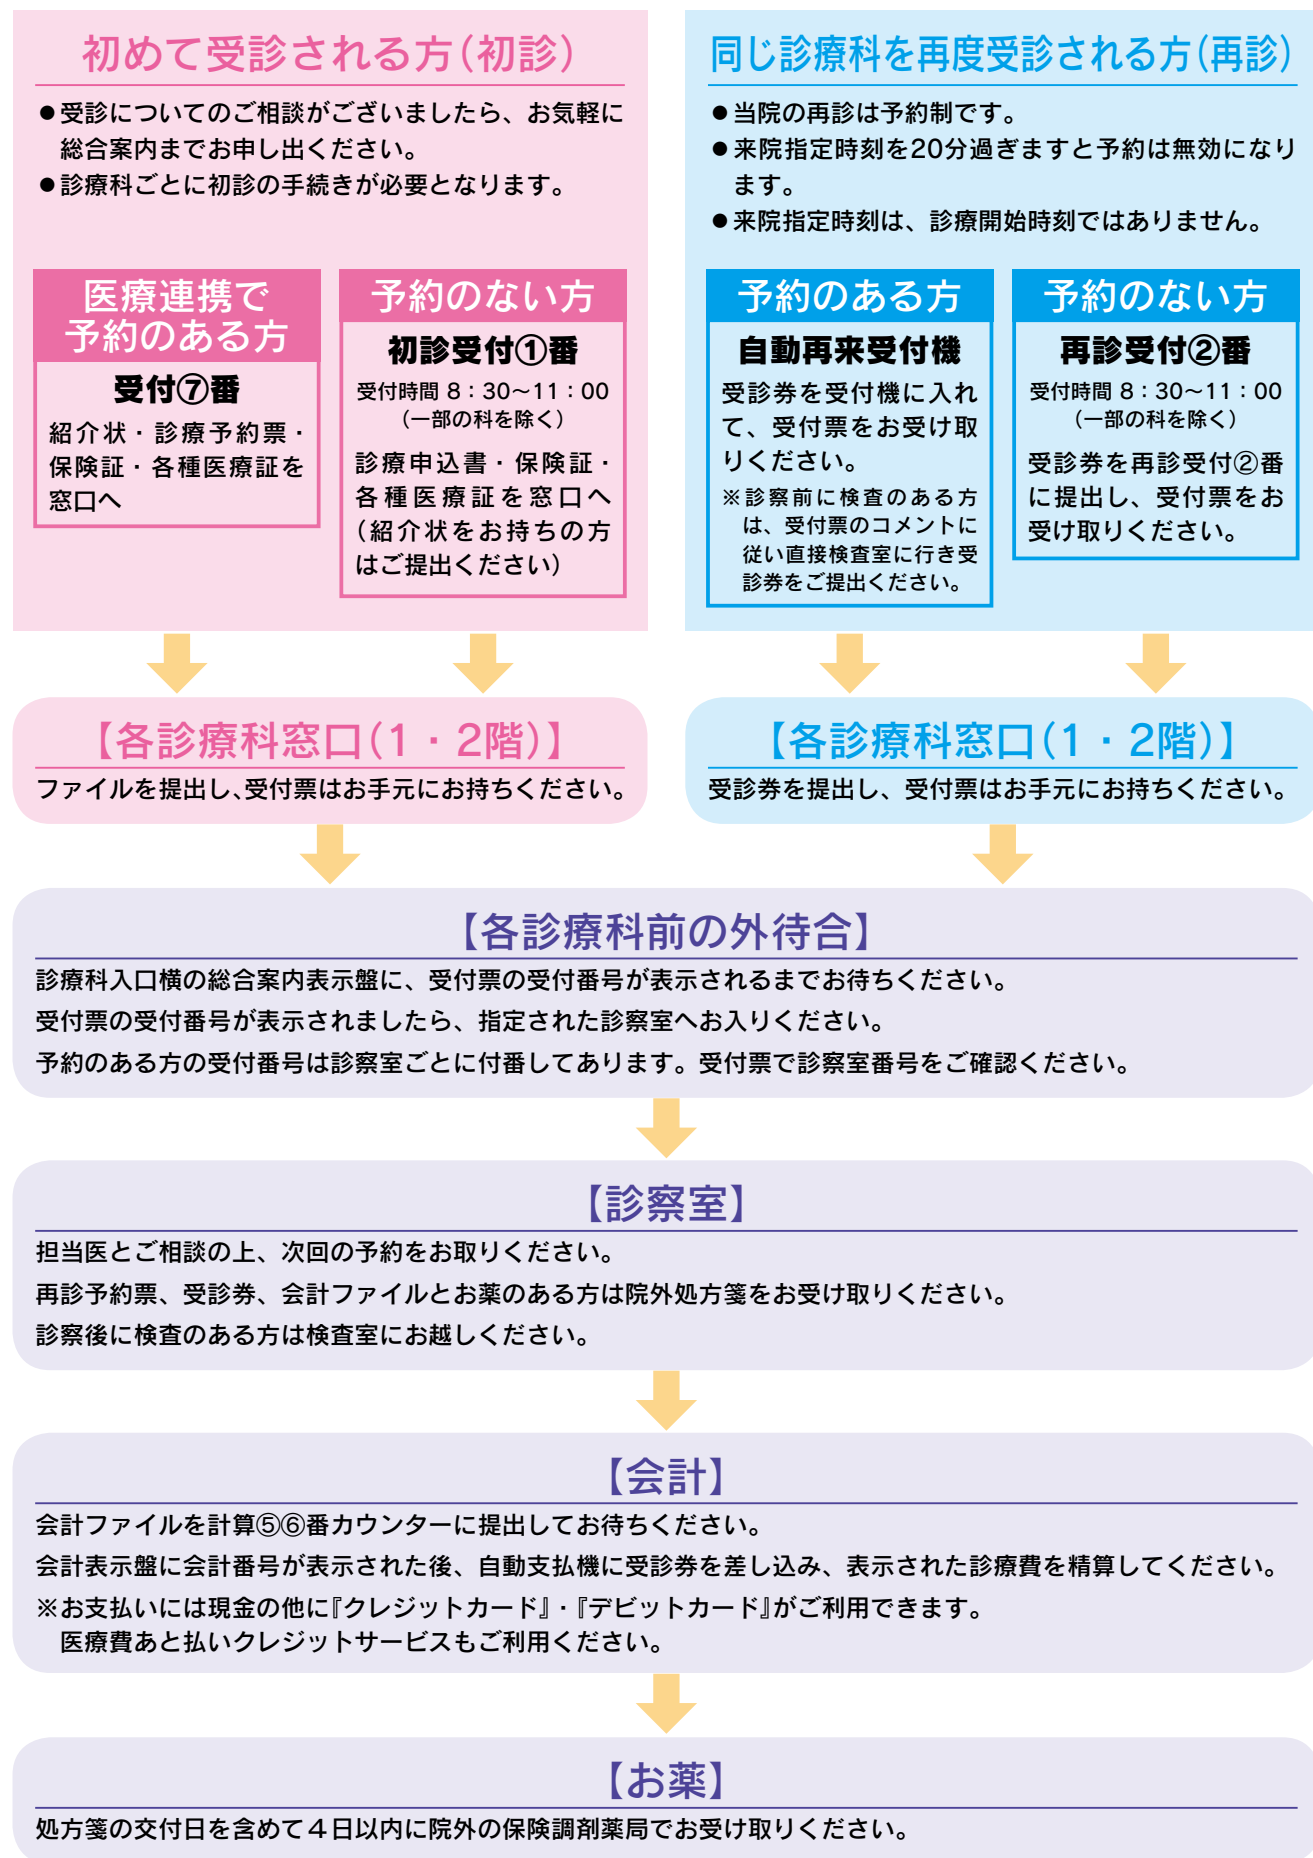 初めて受診される方（初診）
●受診についてのご相談がございましたら、お気軽に
総合案内までお申し出ください。
●診療科ごとに初診の手続きが必要となります。
医療連携で
予約のある方
受付⑦番
紹介状・診療予約票・
保険証・各種医療証を
窓口へ
予約のない方
初診受付①番
受付時間 8：30～11：00
（一部の科を除く）
診療申込書・保険証・
各種医療証を窓口へ
（紹介状をお持ちの方
はご提出ください）
同じ診療科を再度受診される方（再診）
●当院の再診は予約制です。
●来院指定時刻を20分過ぎますと予約は無効になり
ます。
●来院指定時刻は、診療開始時刻ではありません。
予約のある方
自動再来受付機
受診券を受付機に入れ
て、受付票をお受け取
りください。
※診察前に検査のある方
は、受付票のコメントに
従い直接検査室に行き受
診券をご提出ください。
予約のない方
再診受付②番
受付時間 8：30～11：00
（一部の科を除く）
受診券を再診受付②番
に提出し、受付票をお
受け取りください。
【各診療科窓口（1・2階）】
ファイルを提出し、受付票はお手元にお持ちください。
【各診療科窓口（1・2階）】
受診券を提出し、受付票はお手元にお持ちください。
【各診療科前の外待合】
診療科入口横の総合案内表示盤に、受付票の受付番号が表示されるまでお待ちください。
受付票の受付番号が表示されましたら、指定された診察室へお入りください。
予約のある方の受付番号は診察室ごとに付番してあります。受付票で診察室番号をご確認ください。
【診察室】
担当医とご相談の上、次回の予約をお取りください。
再診予約票、受診券、会計ファイルとお薬のある方は院外処方箋をお受け取りください。
診察後に検査のある方は検査室にお越しください。
【会計】
会計ファイルを計算⑤⑥番カウンターに提出してお待ちください。
会計表示盤に会計番号が表示された後、自動支払機に受診券を差し込み、表示された診療費を精算してください。
※お支払いには現金の他に『クレジットカード』・『デビットカード』がご利用できます。
医療費あと払いクレジットサービスもご利用ください。
【お薬】
処方箋の交付日を含めて４日以内に院外の保険調剤薬局でお受け取りください。